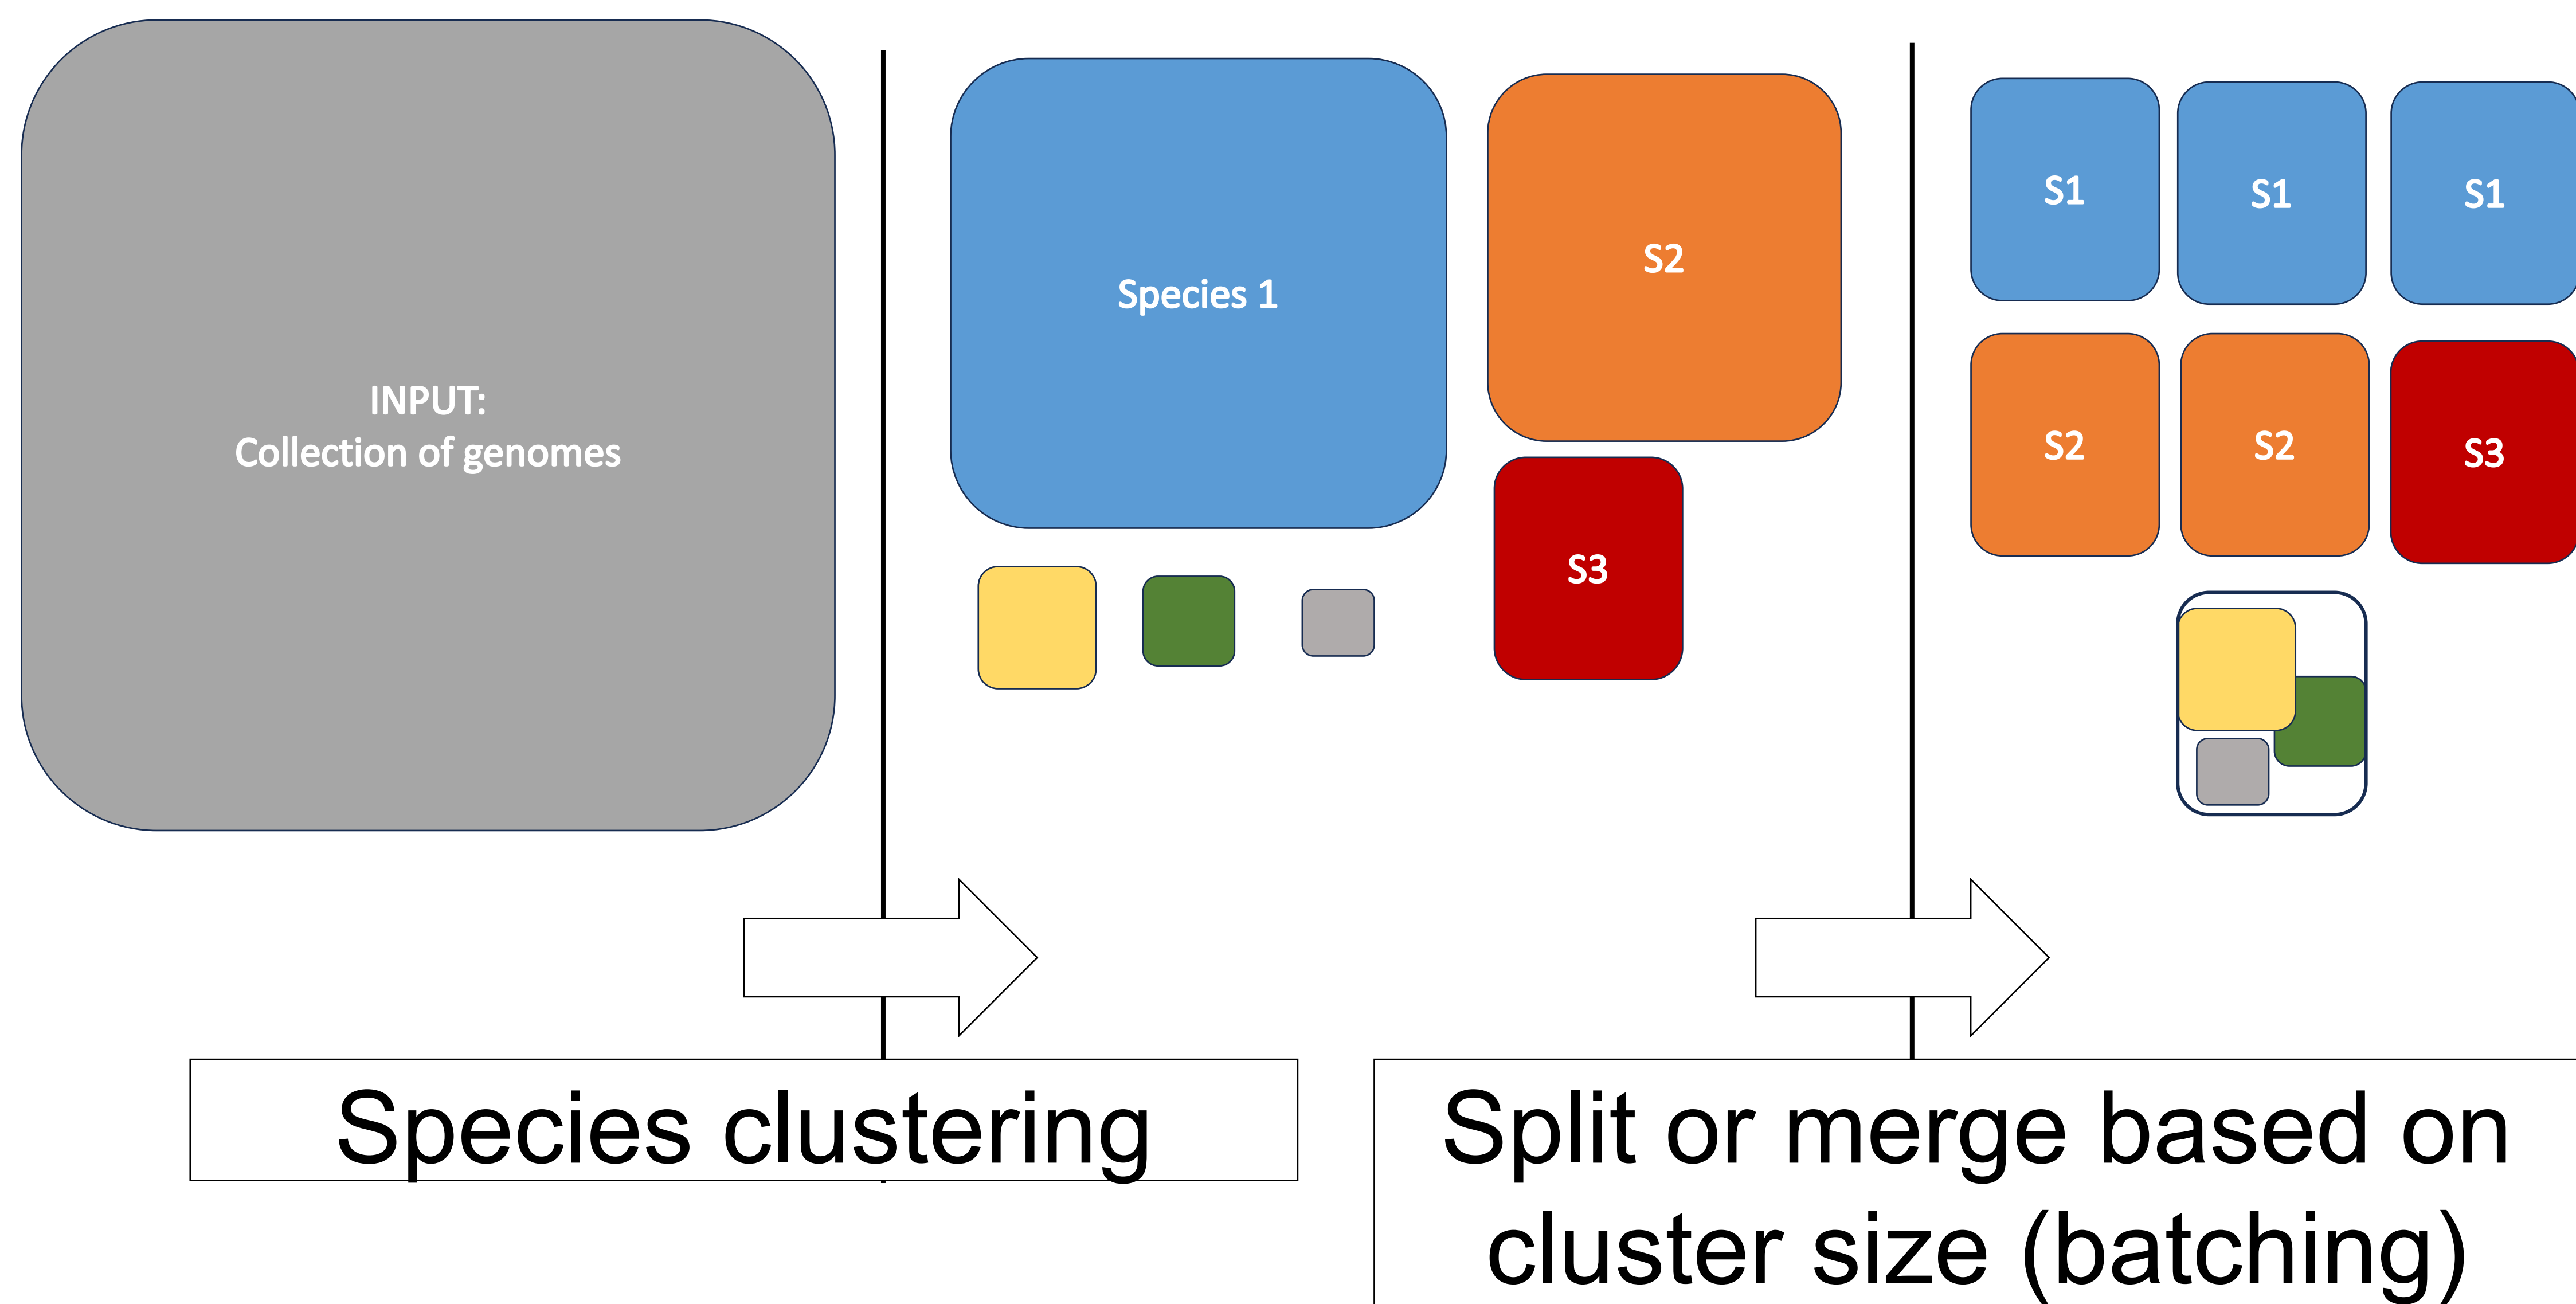 INPUT:
Collection of genomes
Species 1
S2
S3
S1
S1
S1
S2
S2
S3
Species clustering
Split or merge based on
cluster size (batching)